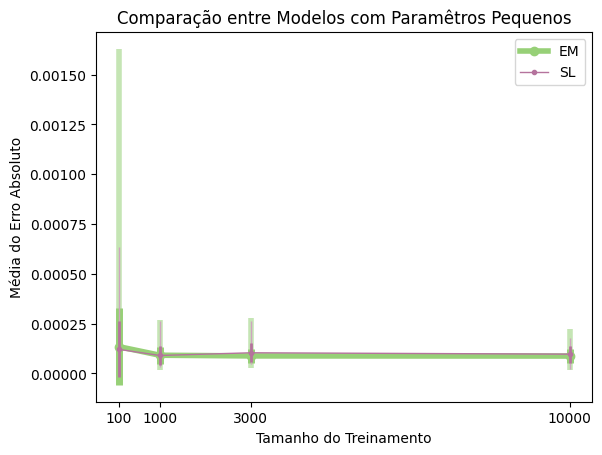 Comparação entre Modelos com Paramêtros Pequenos
EM
SL
0.00150
0.00125
0.00100
0.00075
0.00050
0.00025
0.00000
Média do Erro Absoluto
100 1000 3000 10000
Tamanho do Treinamento